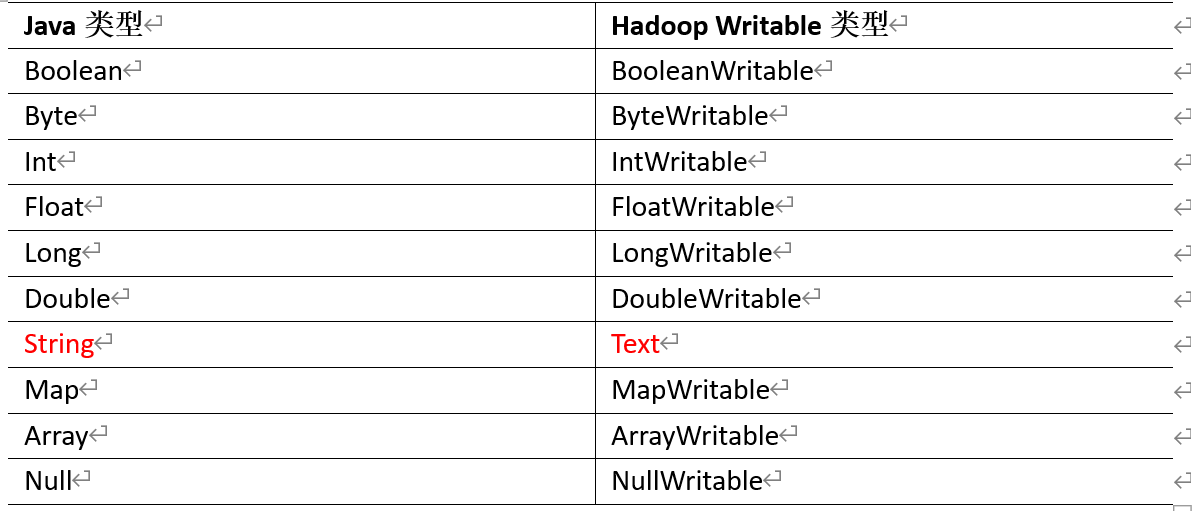 Java 类型 Hadoop Writable 类型
Boolean BooleanWritable
Byte ByteWritable
Int IntWritable
Float FloatWritable
Long LongWritable
Double DoubleWritable
String Text
Map MapWritable
Array ArrayWritable
Null NullWritable